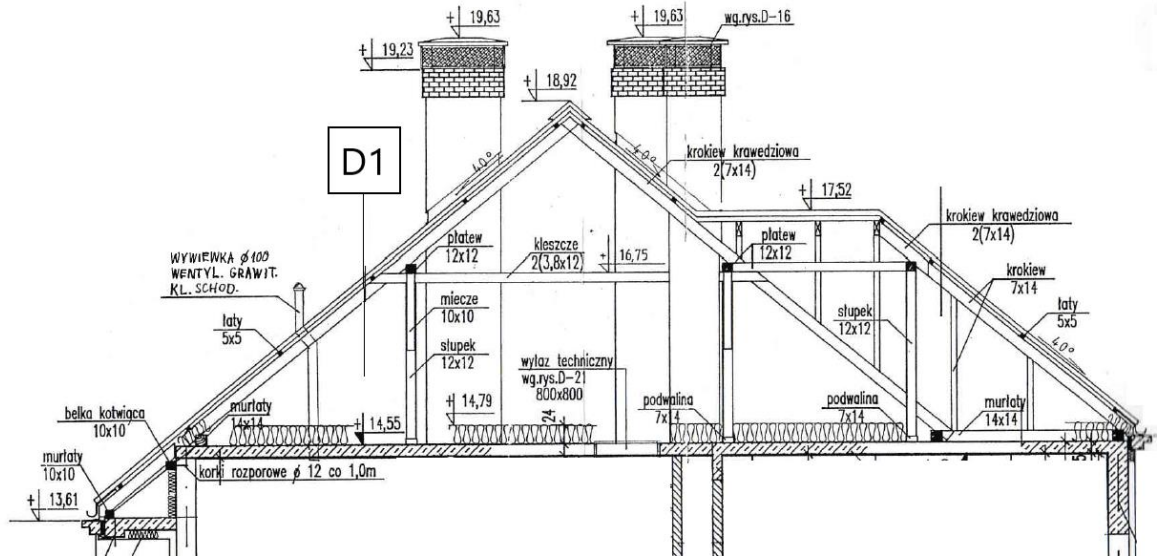 + 19,63
+ 19,63
wg.rys.D-16
+ 19,23
+ 18,92
D1
40°
40°
krokiew krawedziowa
2(7x14)
+ 17,52
krokiew krawedziowa
2(7x14)
WYWIEWKA Ø100
WENTYL. GRAWIT.
KL. SCHOD.
płatew
12x12
kleszcze
2(3,8x12)
+ 16,75
płatew
12x12
krokiew
7x14
miecze
10x10
łaty
5x5
słupek
12x12
łaty
5x5
słupek
12x12
wyłaz techniczny
wg.rys.D-21
800x800
40°
belka kotwiąca
10x10
murłaty
14x14
+ 14,55
+ 14,79
24
podwalina
7x14
podwalina
7x14
murłaty
14x14
murłaty
10x10
korki rozporowe ø 12 co 1,0m
+ 13,61